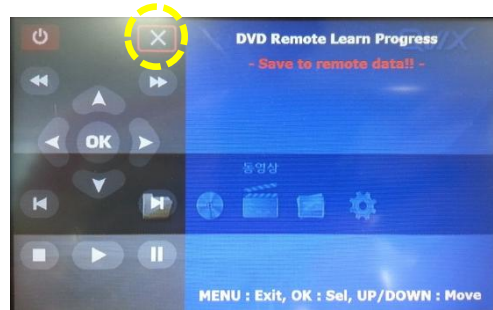 DVD Remote Learn Progress
- Save to remote data!! -
OK
동영상
MENU : Exit, OK : Sel, UP/DOWN : Move